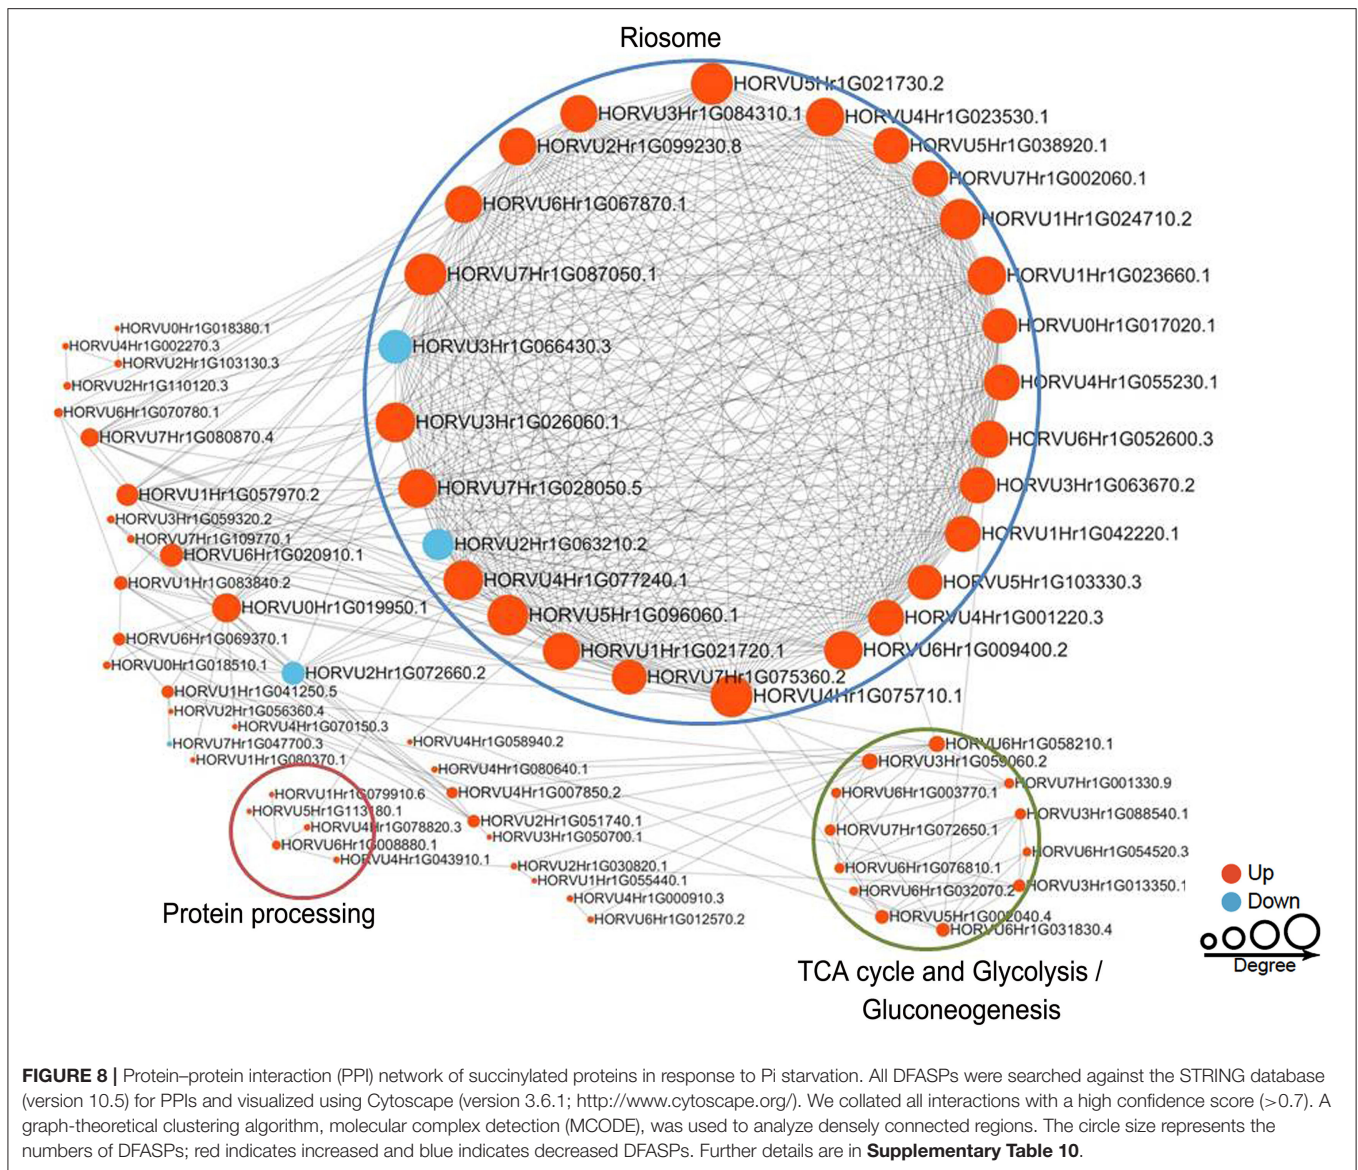 Riosome
HORVU5Hr1G021730.2
HORVU3Hr1G084310.1
HORVU4Hr1G023530.1
HORVU2Hr1G099230.8
HORVU5Hr1G038920.1
HORVU7Hr1G002060.1
HORVU6Hr1G067870.1
HORVU1Hr1G024710.2
HORVU7Hr1G087050.1
HORVU1Hr1G023660.1
HORVU0Hr1G018380.1
HORVU0Hr1G017020.1
HORVU4Hr1G002270.3
HORVU3Hr1G066430.3
HORVU2Hr1G103130.3
HORVU2Hr1G110120.3
HORVU4Hr1G055230.1
HORVU6Hr1G070780.1
HORVU3Hr1G026060.1
HORVU7Hr1G080870.4
HORVU6Hr1G052600.3
HORVU7Hr1G028050.5
HORVU3Hr1G063670.2
HORVU1Hr1G057970.2
HORVU3Hr1G059320.2
HORVU1Hr1G042220.1
HORVU7Hr1G109770.1
HORVU2Hr1G063210.2
HORVU6Hr1G020910.1
HORVU4Hr1G077240.1
HORVU1Hr1G083840.2
HORVU5Hr1G103330.3
HORVU0Hr1G019950.1
HORVU5Hr1G096060.1
HORVU4Hr1G001220.3
HORVU6Hr1G069370.1
HORVU1Hr1G021720.1
HORVU6Hr1G009400.2
HORVU0Hr1G018510.1
HORVU2Hr1G072660.2
HORVU7Hr1G075360.2
HORVU1Hr1G041250.5
HORVU4Hr1G075710.1
HORVU2Hr1G056360.4
HORVU4Hr1G070150.3
HORVU7Hr1G047700.3
HORVU4Hr1G058940.2
HORVU6Hr1G058210.1
HORVU1Hr1G080370.1
HORVU3Hr1G059060.2
HORVU4Hr1G080640.1
HORVU7Hr1G001330.9
HORVU1Hr1G079910.6
HORVU4Hr1G007850.2
HORVU6Hr1G003770.1
HORVU5Hr1G113180.1
HORVU3Hr1G088540.1
HORVU2Hr1G051740.1
HORVU4Hr1G078820.3
HORVU7Hr1G072650.1
HORVU3Hr1G050700.1
HORVU6Hr1G008880.1
HORVU6Hr1G054520.3
HORVU4Hr1G043910.1
HORVU2Hr1G030820.1
HORVU6Hr1G076810.1
HORVU1Hr1G055440.1
HORVU3Hr1G013350.1
HORVU6Hr1G032070.2
HORVU4Hr1G000910.3
HORVU5Hr1G002040.4
HORVU6Hr1G012570.2
HORVU6Hr1G031830.4
Up
Down
Degree
Protein processing
TCA cycle and Glycolysis /
Gluconeogenesis
FIGURE 8 | Protein–protein interaction (PPI) network of succinylated proteins in response to Pi starvation. All DFASPs were searched against the STRING database
(version 10.5) for PPIs and visualized using Cytoscape (version 3.6.1; http://www.cytoscape.org/). We collated all interactions with a high confidence score (>0.7). A
graph-theoretical clustering algorithm, molecular complex detection (MCODE), was used to analyze densely connected regions. The circle size represents the
numbers of DFASPs; red indicates increased and blue indicates decreased DFASPs. Further details are in Supplementary Table 10.